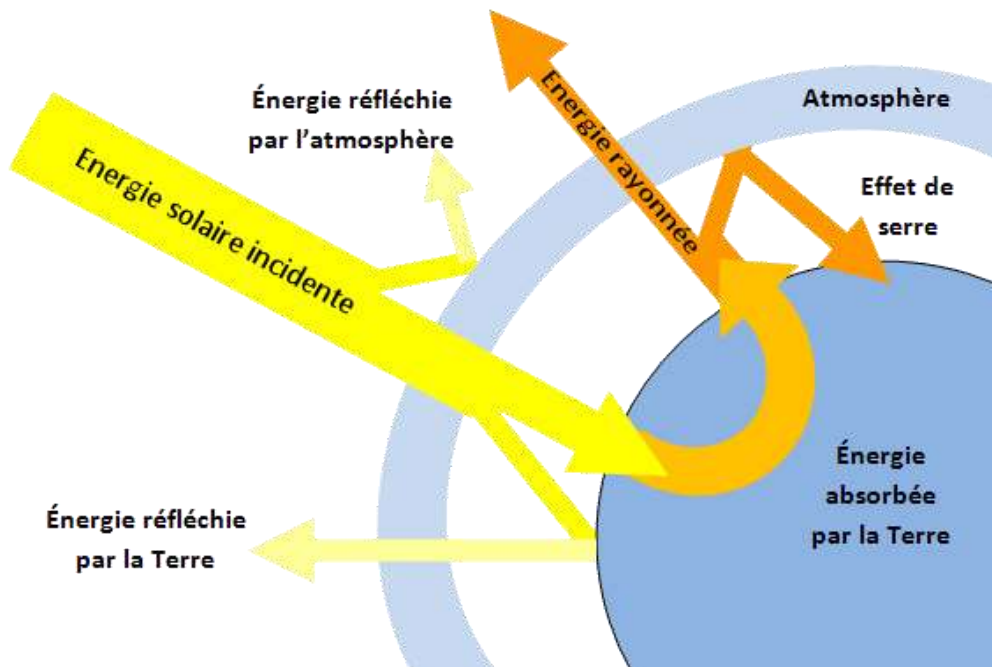 Énergie réfléchie
par l’atmosphère
Energie solaire incidente
Energie rayonnée
Atmosphère
Effet de
serre
Énergie
absorbée
par la Terre
Énergie réfléchie
par la Terre